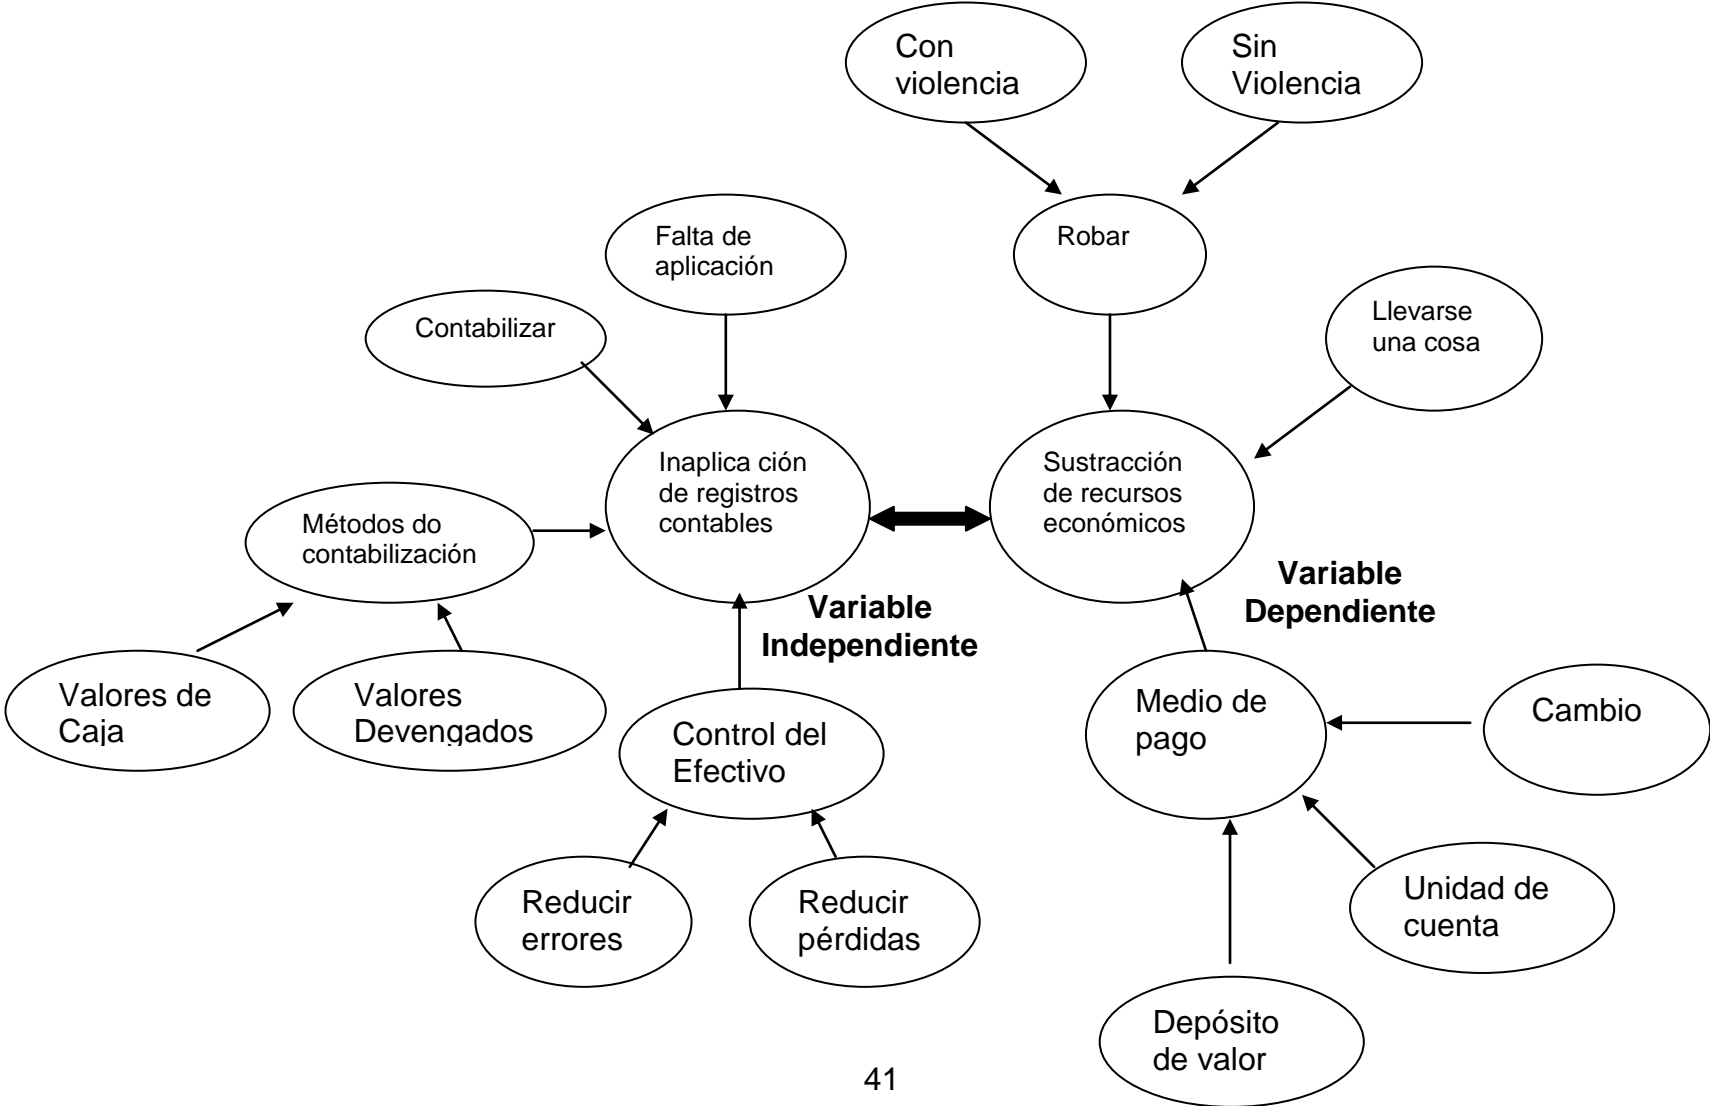 Con
violencia
Sin
Violencia
Falta de
aplicación
Robar
Contabilizar
Llevarse
una cosa
Inaplica ción
de registros
contables
Sustracción
de recursos
económicos
Métodos do
contabilización
Variable
Independiente
Variable
Dependiente
Valores de
Caja
Valores
Devengados
Control del
Efectivo
Medio de
pago
Cambio
Reducir
errores
Reducir
pérdidas
Unidad de
cuenta
Depósito
de valor
41